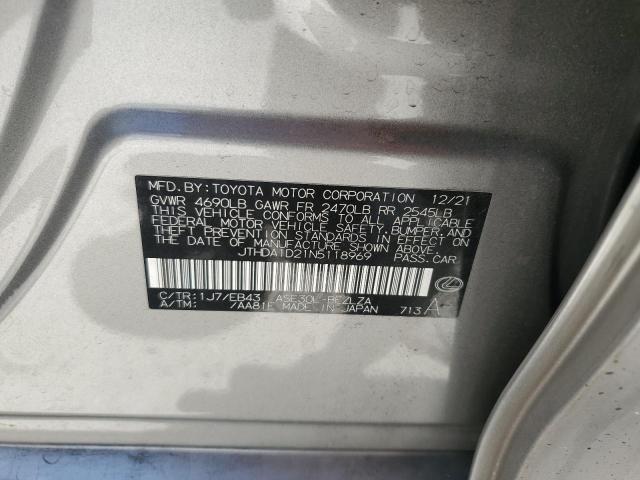 MFD.BY:TOYOTA MOTOR CORPORATION 12/21
GVWR 4690LB GAWR FR 2470LB RR 2545LB
THIS VEHICLE CONFORMS TO ALL APPLICABLE
FEDERAL MOTOR VEHICLE SAFETY, BUMPER, AND
THEFT PREVENTION STANDARDS IN EFFECT ON
THE DATE OF MANUFACTURE SHOWN ABOVE.
JTHDA1D21N5118969 PASS.CAR
C/TR:1J7/EB43 ASE30L-BEZLZA
A/TM: /AA81E MADE IN JAPAN 713 A